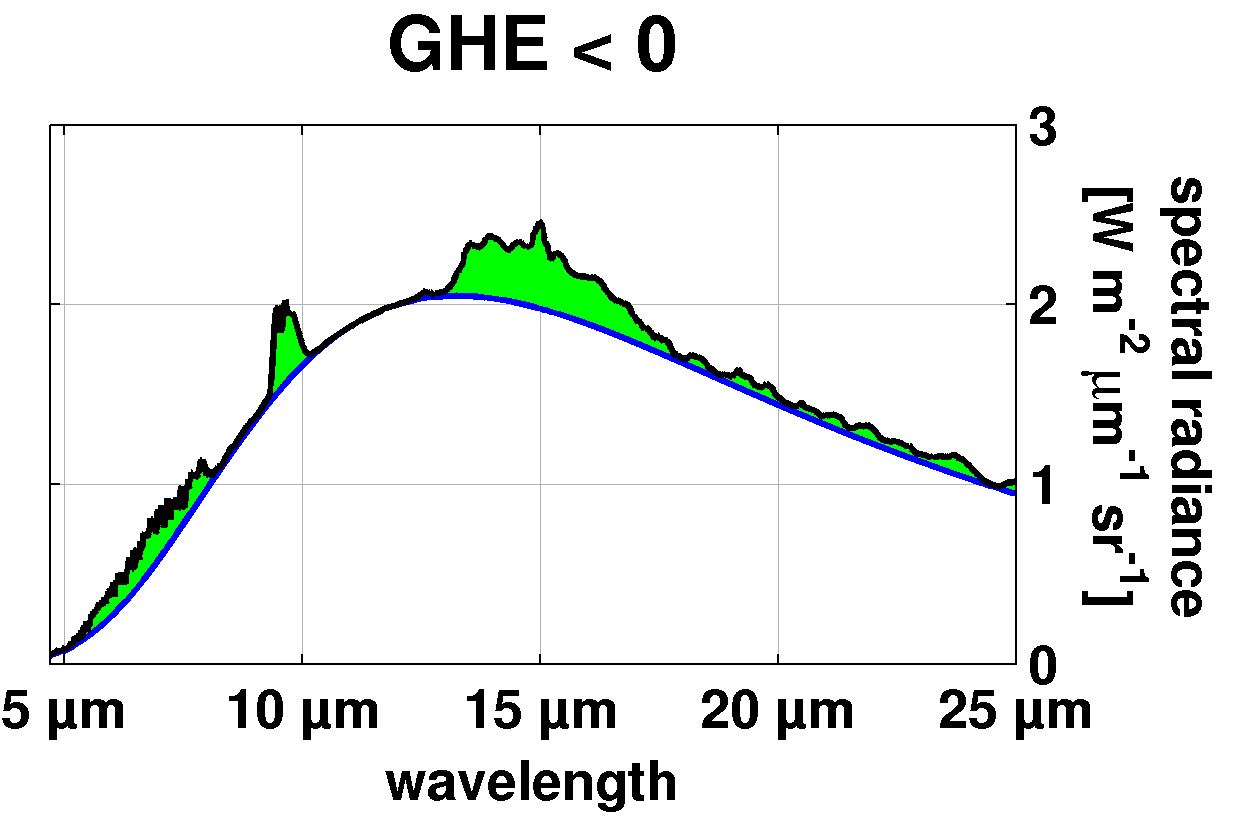 GHE < 0
3
2
1
0
5 µm 10 µm 15 µm 20 µm 25 µm
wavelength
spectral radiance
[W m⁻² µm⁻¹ sr⁻¹]